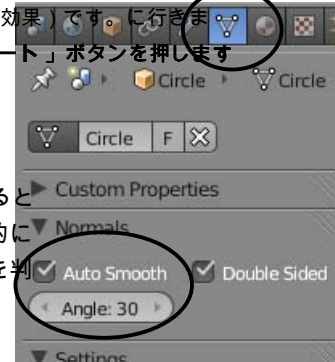 効果)です。に行きま
ート 」ボタンを押します
Circle Circle
Circle F
ると Custom Properties
的に Normals
を判 Auto Smooth Double Sided
Angle: 30
Settings